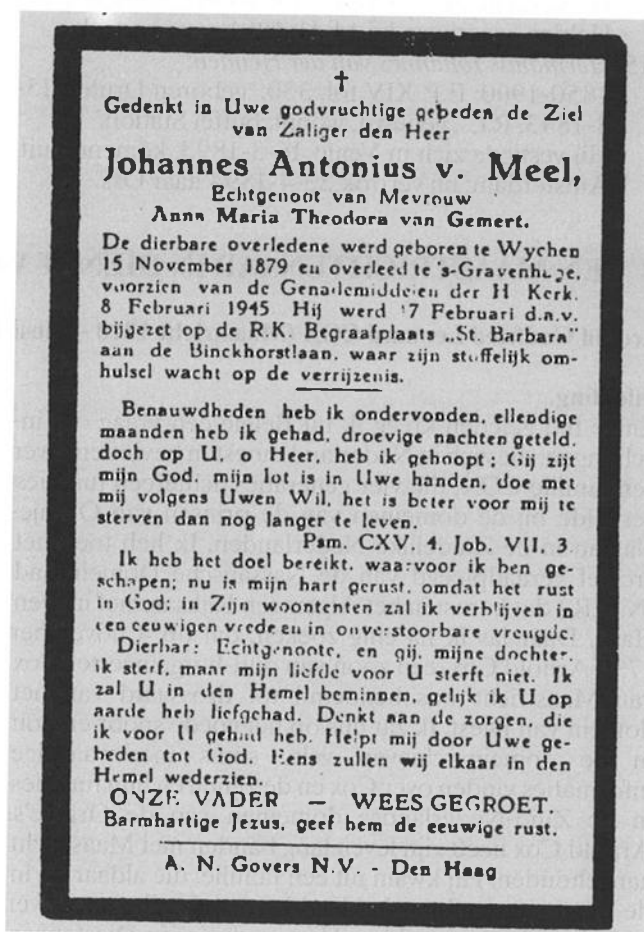 Gedenkt in Uwe godvruchtige gebeden de Ziel
van Zaliger den Heer
Johannes Antonius v. Meel,
Echtgenoot van Mevrouw
Anna Maria Theodora van Gemert.
De dierbare overledene werd geboren te Wychen
15 November 1879 en overleed te 's-Gravenhage,
voorzien van de Genademiddelen der H Kerk.
8 Februari 1945 Hij werd 17 Februari d.a.v.
bijgezet op de R.K. Begraafplaats „St. Barbara”
aan de Binckhorstlaan, waar zijn stoffelijk om-
hulsel wacht op de verrijzenis.
Benauwdheden heb ik ondervonden, ellendige
maanden heb ik gehad, droevige nachten geteld,
doch op U, o Heer, heb ik gehoopt; Gij zijt
mijn God, mijn lot is in Uwe handen, doe met
mij volgens Uwen Wil, het is beter voor mij te
sterven dan nog langer te leven.
Psm. CXV, 4. Job. VII, 3
Ik heb het doel bereikt, waarvoor ik ben ge-
schapen; nu is mijn hart gerust, omdat het rust
in God; in Zijn woontenten zal ik verblijven in
een eeuwigen vrede en in onverstoorbare vreugde.
Dierbare Echtgenoote, en gij, mijne dochter,
ik sterf, maar mijn liefde voor U sterft niet. Ik
zal U in den Hemel beminnen, gelijk ik U op
aarde heb liefgehad. Denkt aan de zorgen, die
ik voor U gehad heb. Helpt mij door Uwe ge-
beden tot God. Eens zullen wij elkaar in den
Hemel wederzien.
ONZE VADER — WEES GEGROET.
Barmhartige Jezus, geef hem de eeuwige rust.
A. N. Govers N.V. - Den Haag